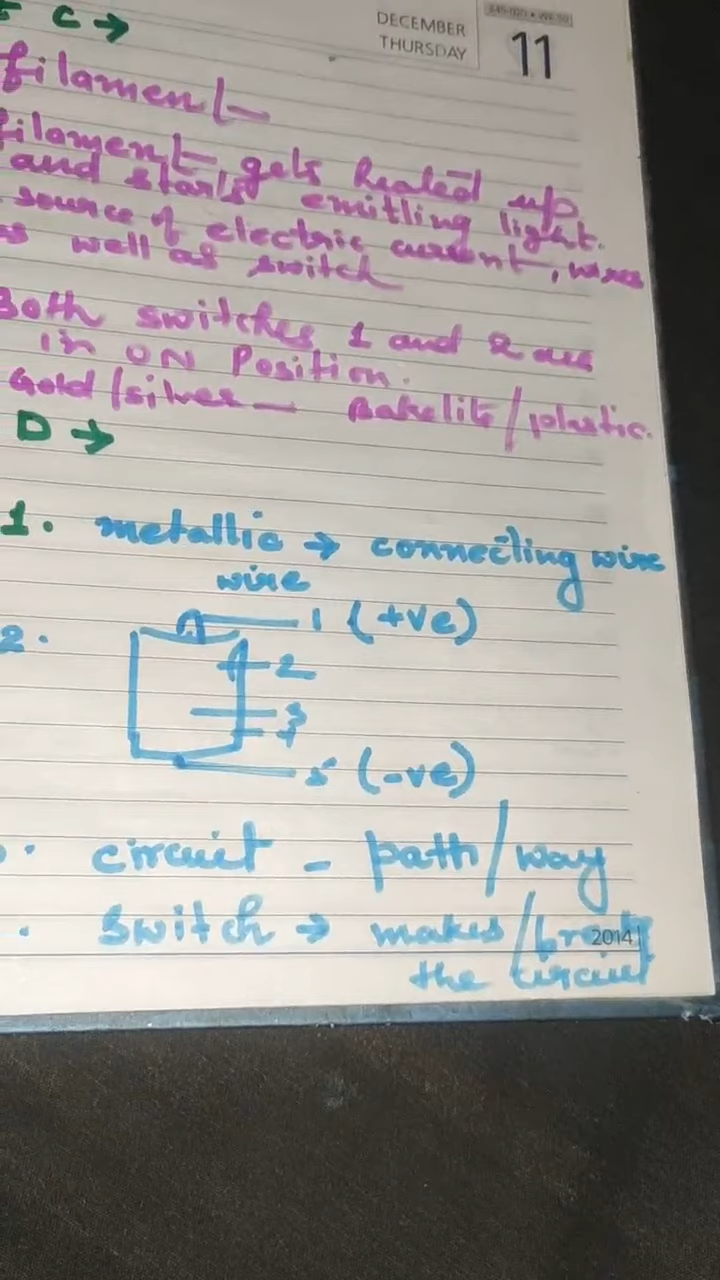 C →
DECEMBER
THURSDAY
11
filament
filament gets heated up
and starts emitting light.
source of electric current, wires
as well as switch
Both switches 1 and 2 are
in ON Position.
Gold/silver — Bakelite/plastic.
D →
1. metallic → connecting wire
wire
2.
1 (+ve)
2
3
4
5 (-ve)
circuit - path/way
. switch → makes/break
2014
the circuit